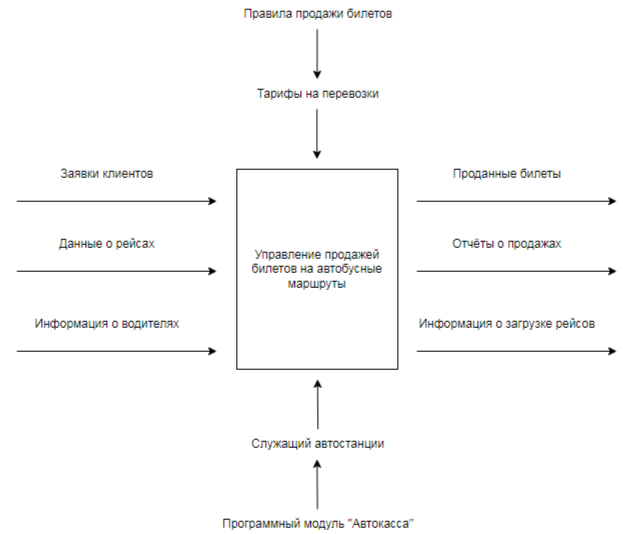 Правила продажи билетов
Тарифы на перевозки
Заявки клиентов
Проданные билеты
Данные о рейсах
Отчёты о продажах
Управление продажей
билетов на автобусные
маршруты
Информация о водителях
Информация о загрузке рейсов
Служащий автостанции
Программный модуль "Автокасса"